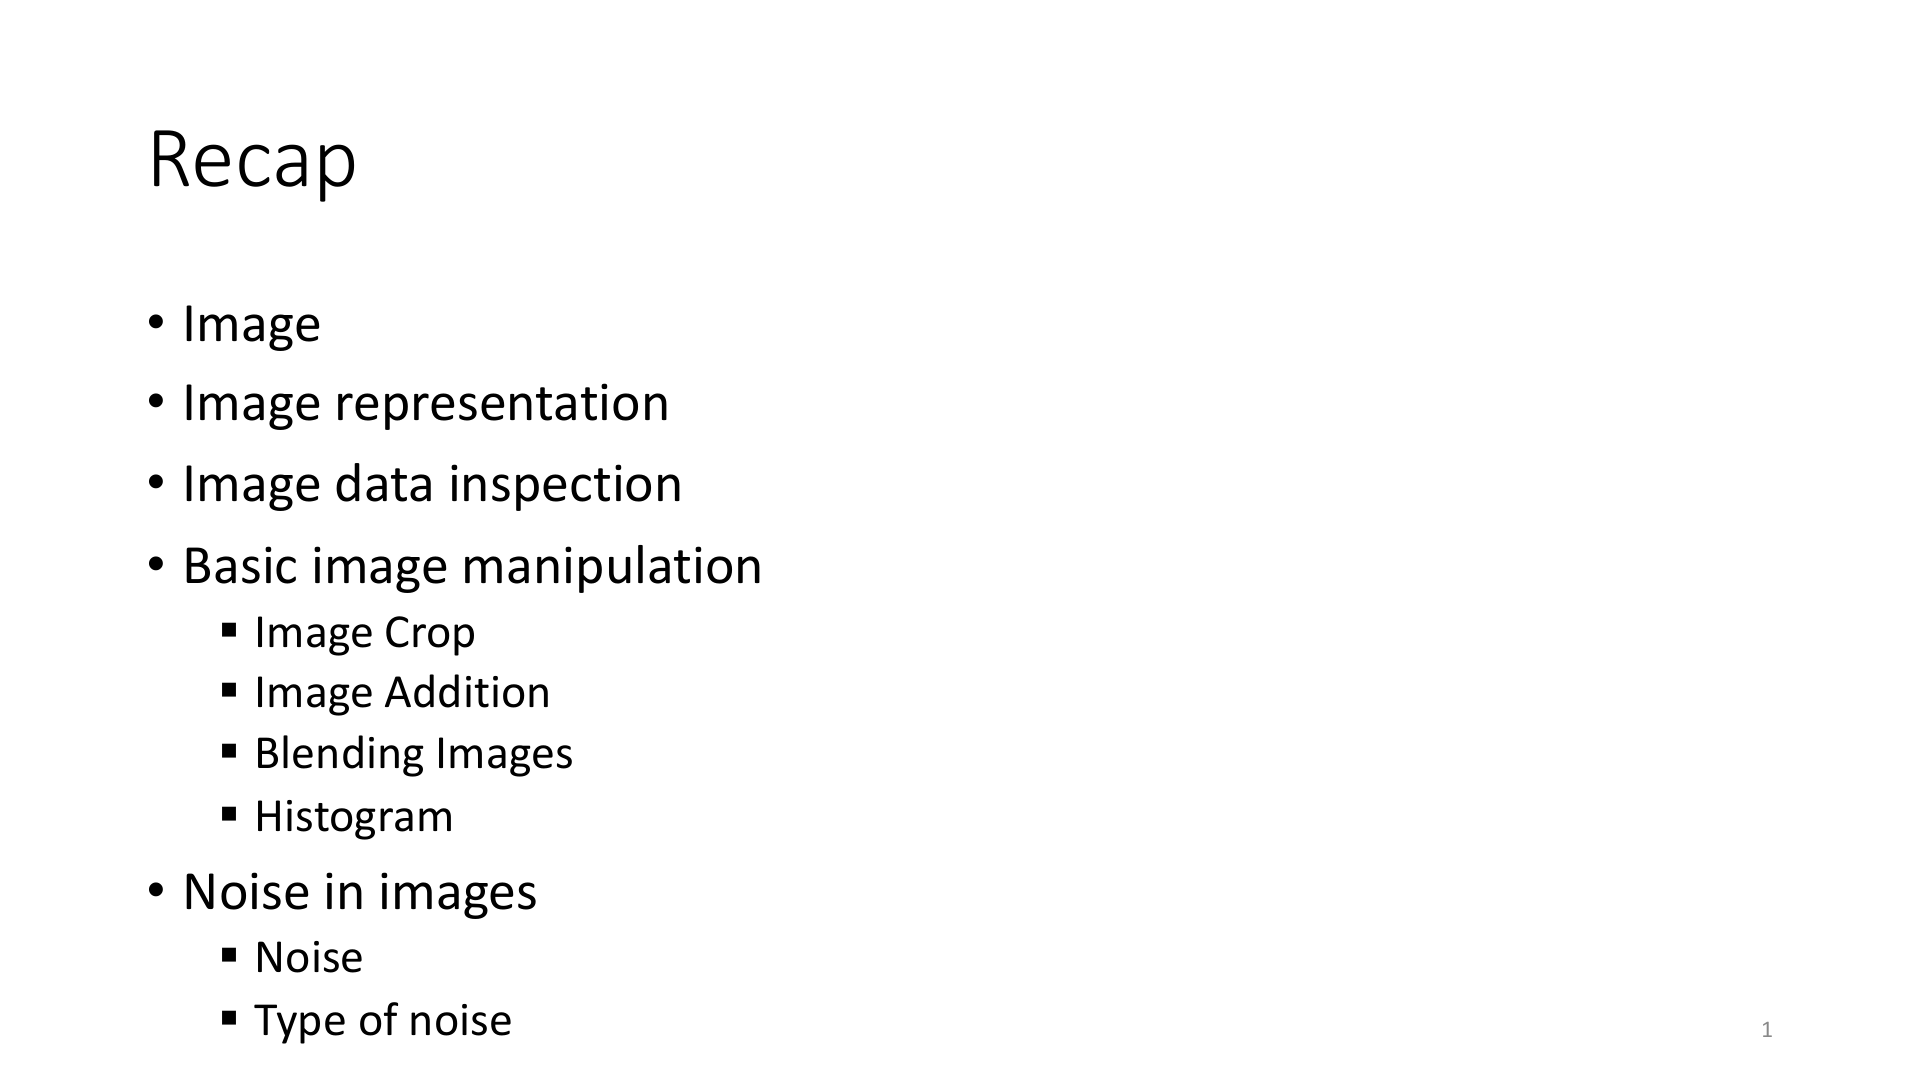 Recap
• Image
• Image representation
• Image data inspection
• Basic image manipulation
▪ Image Crop
▪ Image Addition
▪ Blending Images
▪ Histogram
• Noise in images
▪ Noise
▪ Type of noise
1